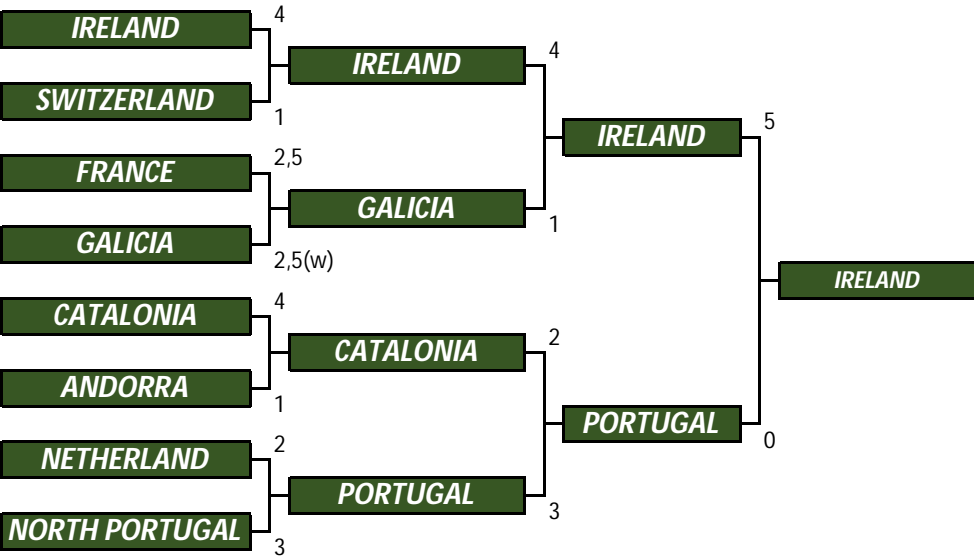 IRELAND
4
SWITZERLAND
1
FRANCE
2,5
GALICIA
2,5(w)
CATALONIA
4
ANDORRA
1
NETHERLAND
2
NORTH PORTUGAL
3
IRELAND
4
GALICIA
1
CATALONIA
2
PORTUGAL
3
IRELAND
5
PORTUGAL
0
IRELAND